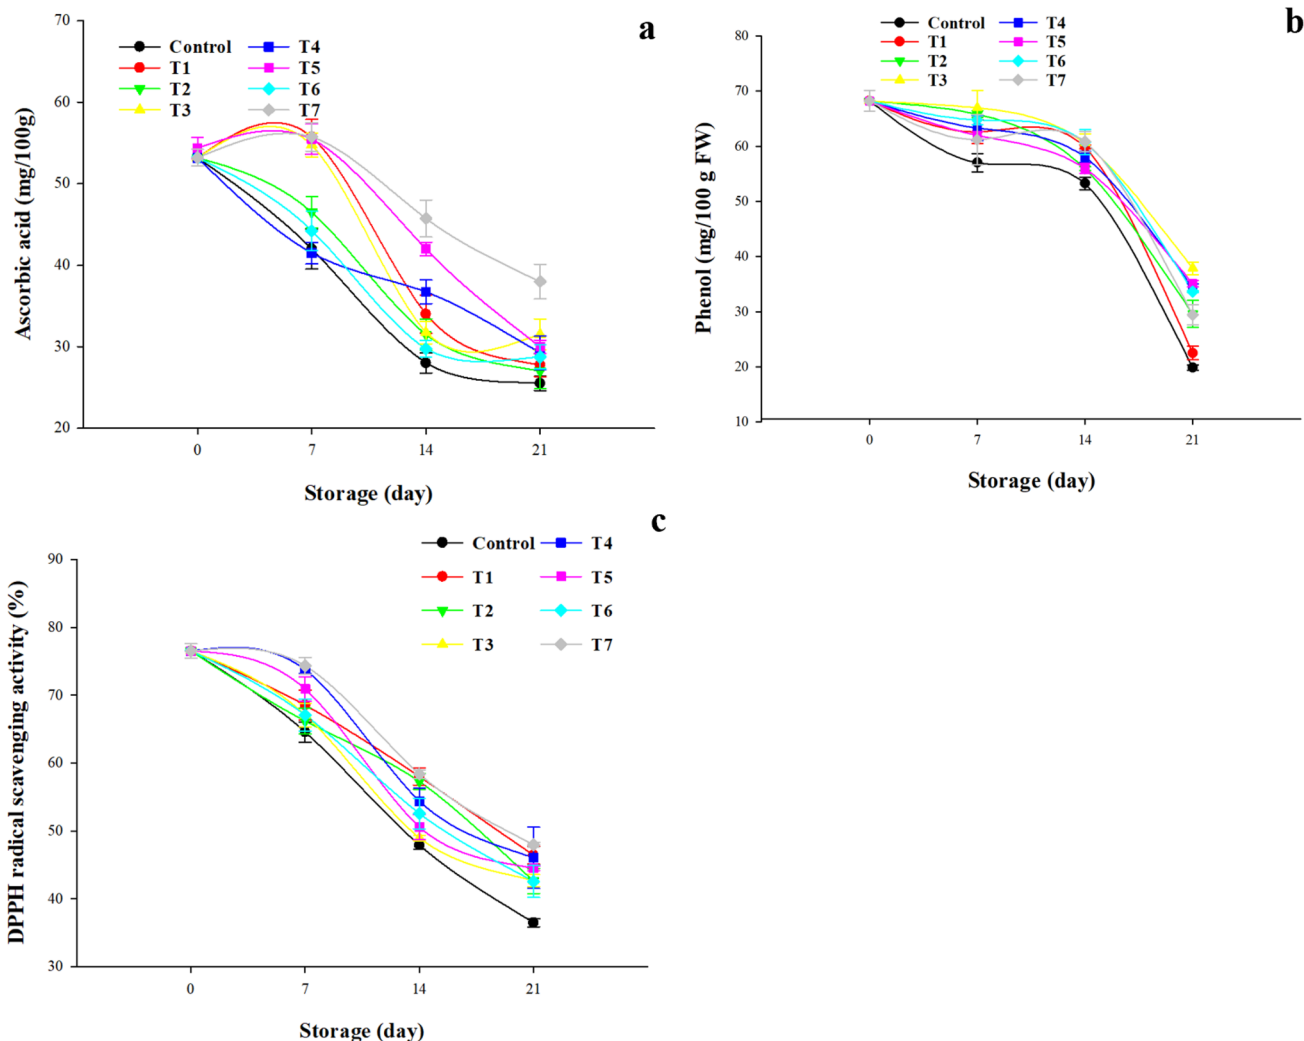 a
70
60
50
40
30
20
Ascorbic acid (mg/100g)
Control T4
T1 T5
T2 T6
T3 T7
0 7 14 21
Storage (day)
b
80
70
60
50
40
30
20
10
Phenol (mg/100 g FW)
Control T4
T1 T5
T2 T6
T3 T7
0 7 14 21
Storage (day)
c
90
80
70
60
50
40
30
DPPH radical scavenging activity (%)
Control T4
T1 T5
T2 T6
T3 T7
0 7 14 21
Storage (day)